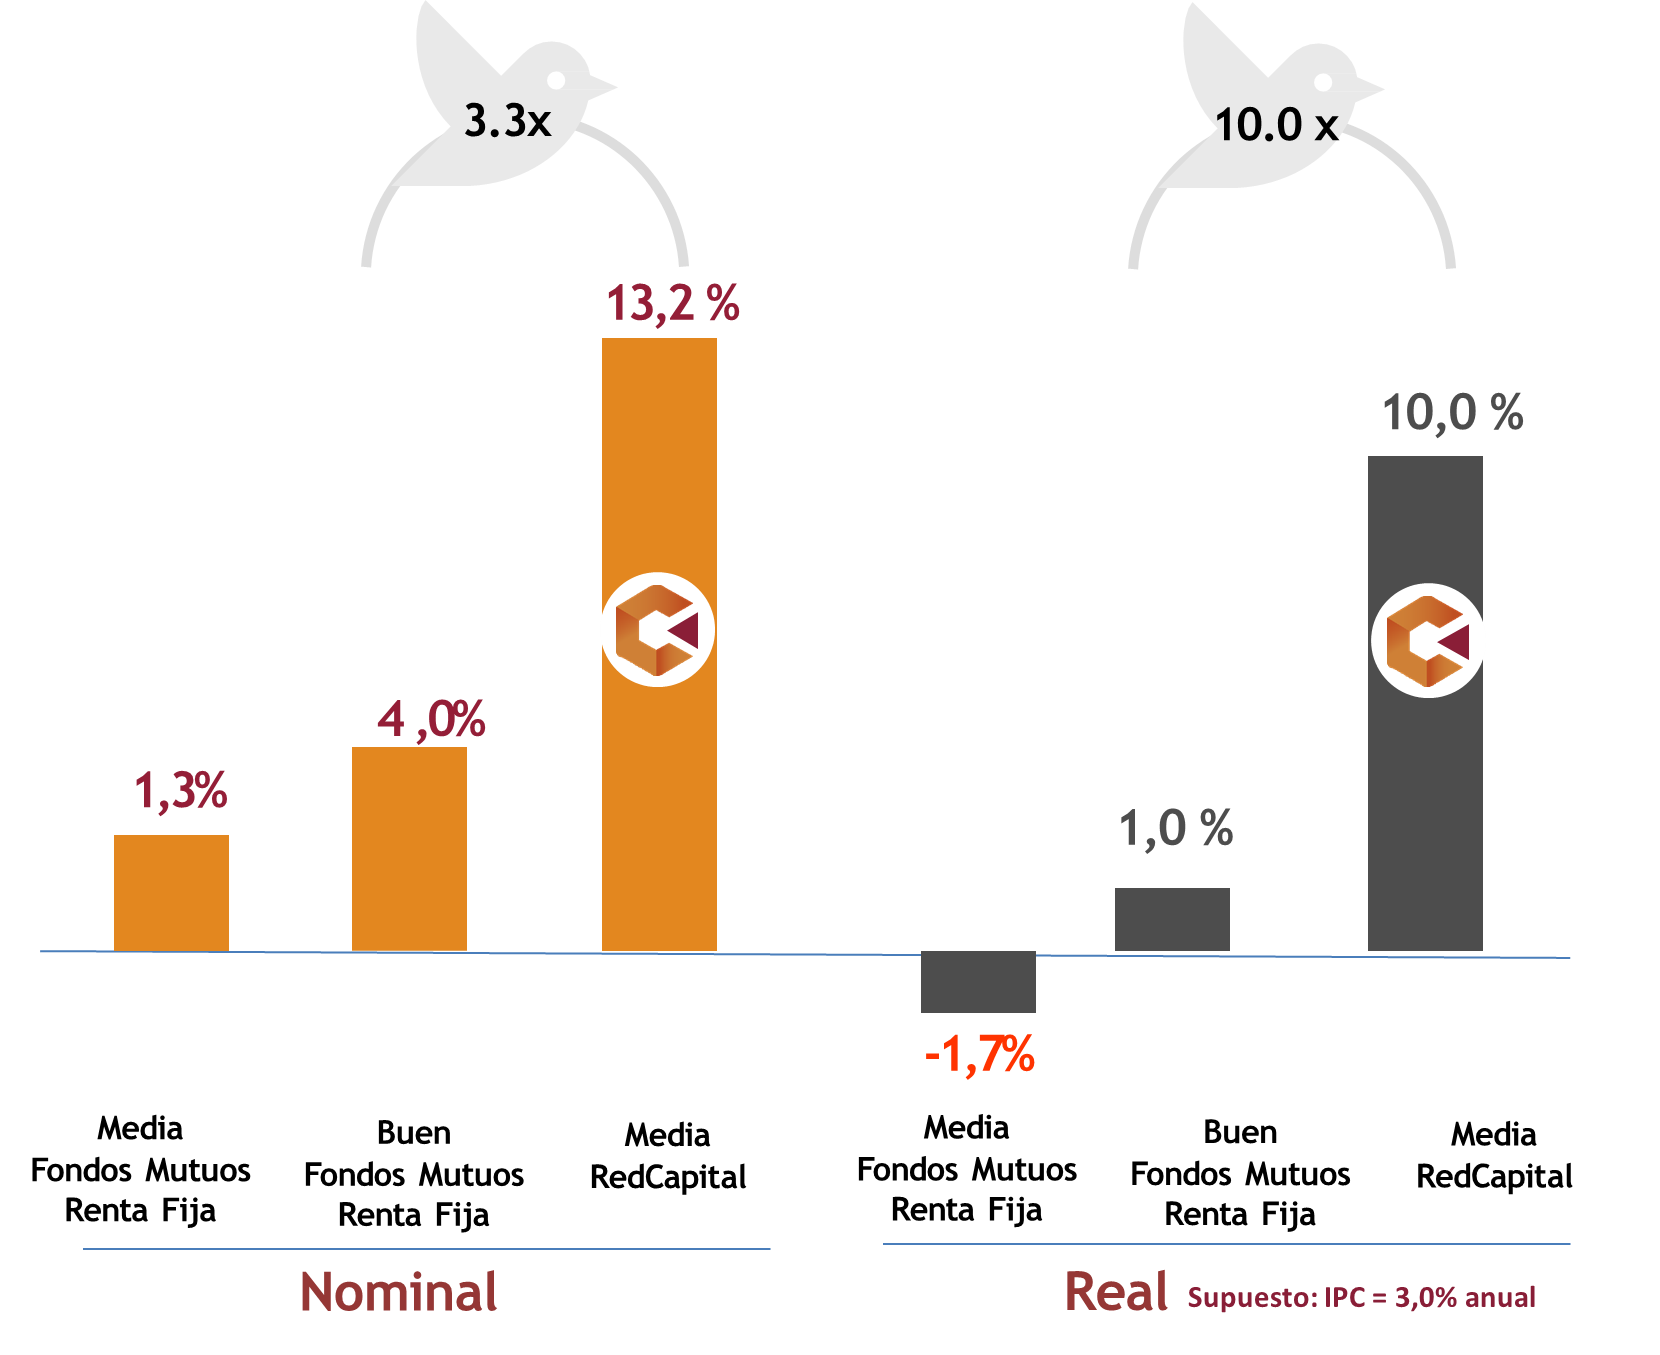 3.3x
10.0 x
13,2 %
10,0 %
4 ,0%
1,3%
1,0 %
-1,7%
Media
Fondos Mutuos
Renta Fija
Buen
Fondos Mutuos
Renta Fija
Media
RedCapital
Media
Fondos Mutuos
Renta Fija
Buen
Fondos Mutuos
Renta Fija
Media
RedCapital
Nominal
Real Supuesto: IPC = 3,0% anual